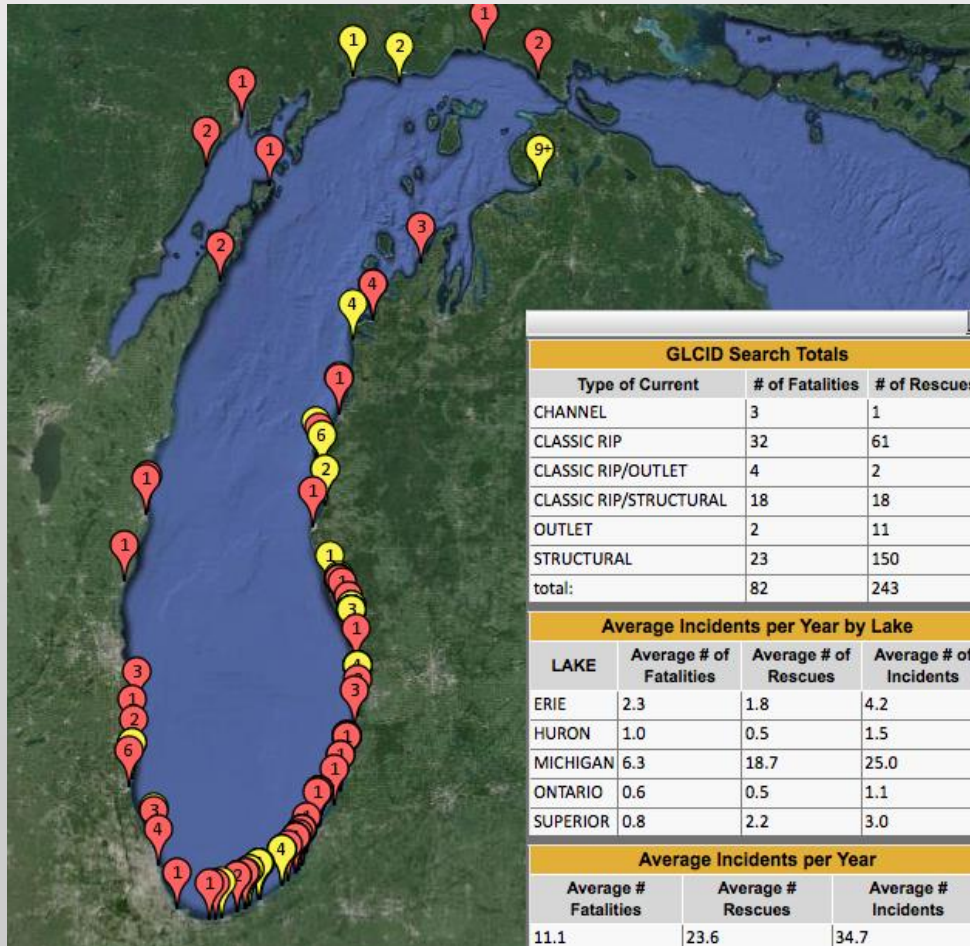 1
1
2
2
1
2
1
9+
3
2
4
4
1
6
2
1
1
1
1
1
3
1
3
3
1
2
1
6
1
1
1
3
4
4
1
2
1
GLCID Search Totals
Type of Current # of Fatalities # of Rescues
CHANNEL 3 1
CLASSIC RIP 32 61
CLASSIC RIP/OUTLET 4 2
CLASSIC RIP/STRUCTURAL 18 18
OUTLET 2 11
STRUCTURAL 23 150
total: 82 243
Average Incidents per Year by Lake
LAKE Average # of Fatalities Average # of Rescues Average # of Incidents
ERIE 2.3 1.8 4.2
HURON 1.0 0.5 1.5
MICHIGAN 6.3 18.7 25.0
ONTARIO 0.6 0.5 1.1
SUPERIOR 0.8 2.2 3.0
Average Incidents per Year
Average # Fatalities Average # Rescues Average # Incidents
11.1 23.6 34.7